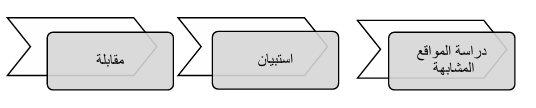 دراسة المواقع
المشابهة
استبيان
مقابلة